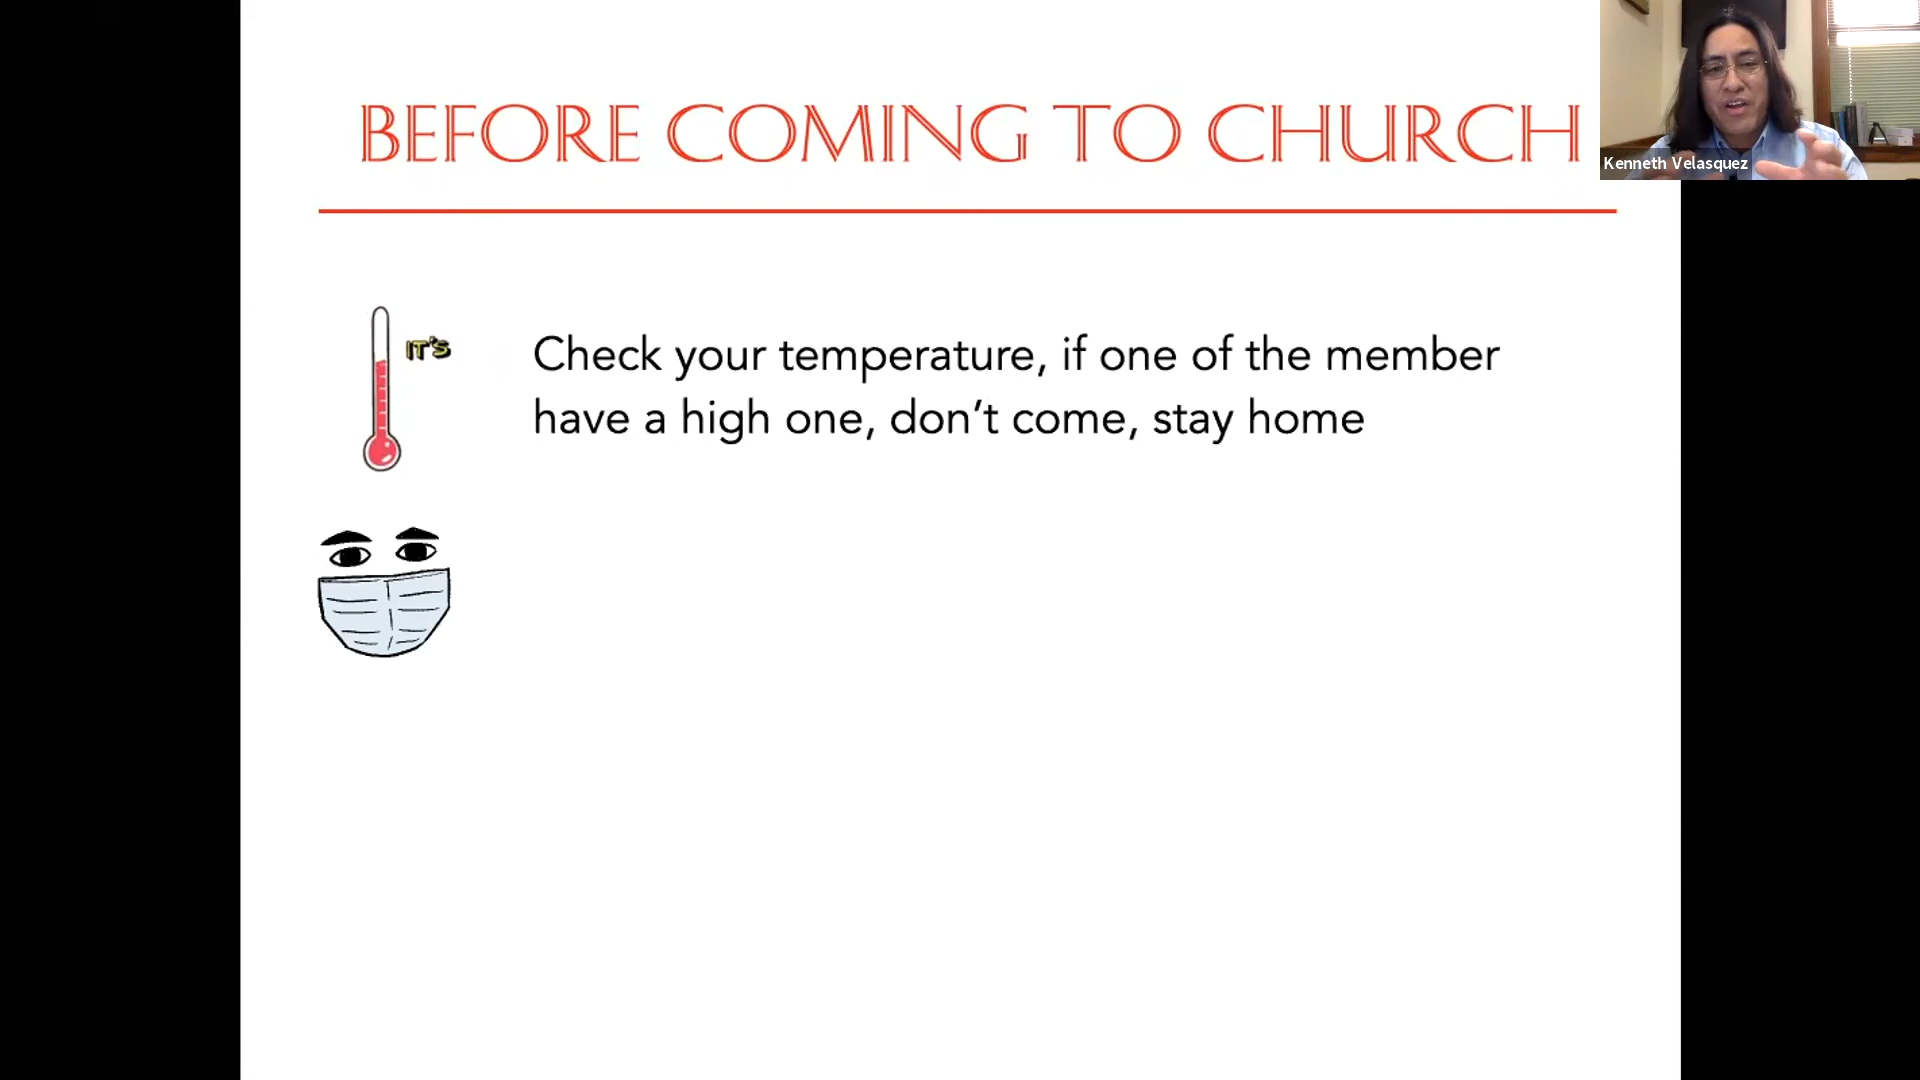 BEFORE COMING TO CHURCH
Kenneth Velasquez
IT'S
Check your temperature, if one of the member
have a high one, don't come, stay home